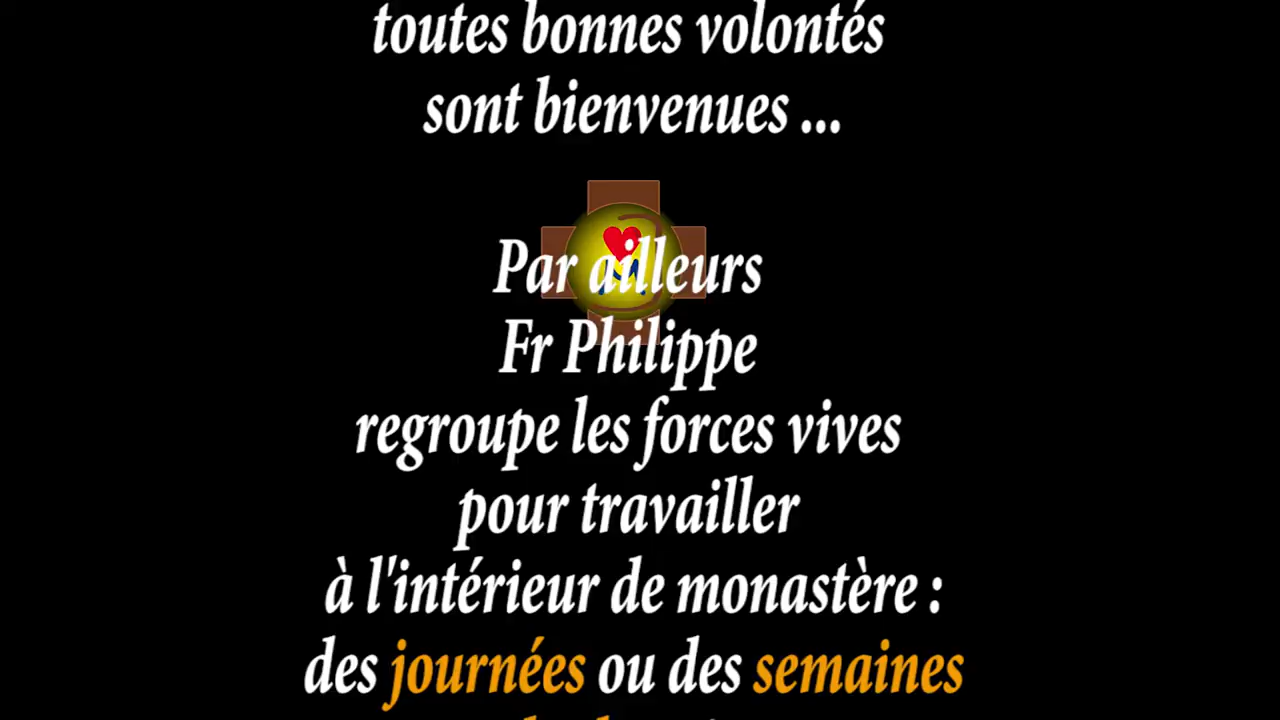 toutes bonnes volontés
sont bienvenues ...
Par ailleurs
Fr Philippe
regroupe les forces vives
pour travailler
à l'intérieur de monastère :
des journées ou des semaines